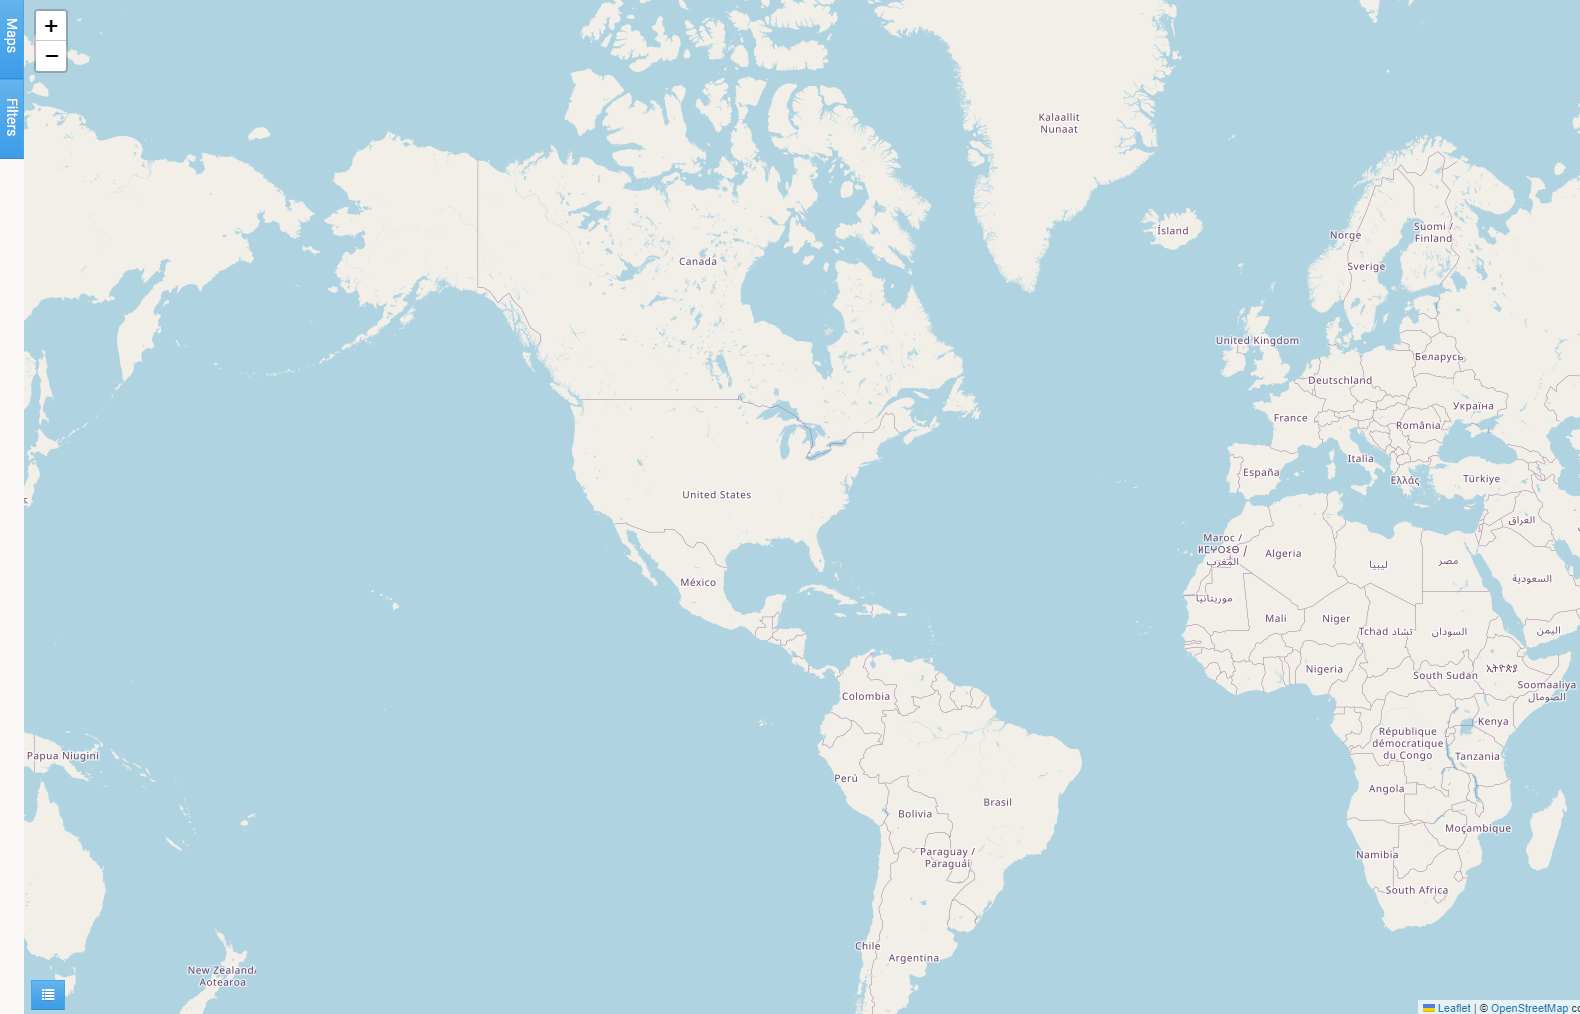 Maps
Filters
+
−
Kalaallit
Nunaat
Ísland
Norge
Suomi /
Finland
Sverige
Canada
United Kingdom
Беларусь
Deutschland
Україна
France
România
Italia
España
Ελλάς
Türkiye
United States
العراق
Maroc /
ⵍⵎⵖⵔⵉⴱ /
المغرب
Algeria
ليبيا
مصر
السعودية
México
موريتانيا
Mali
Niger
Tchad تشاد
السودان
اليمن
Nigeria
South Sudan
ኢትዮጵያ
Soomaaliya
الصومال
Colombia
Kenya
République
démocratique
du Congo
Tanzania
Papua Niugini
Perú
Angola
Brasil
Bolivia
Moçambique
Paraguay /
Paraguái
Namibia
South Africa
Chile
Argentina
New Zealand/
Aotearoa
Leaflet | © OpenStreetMap co